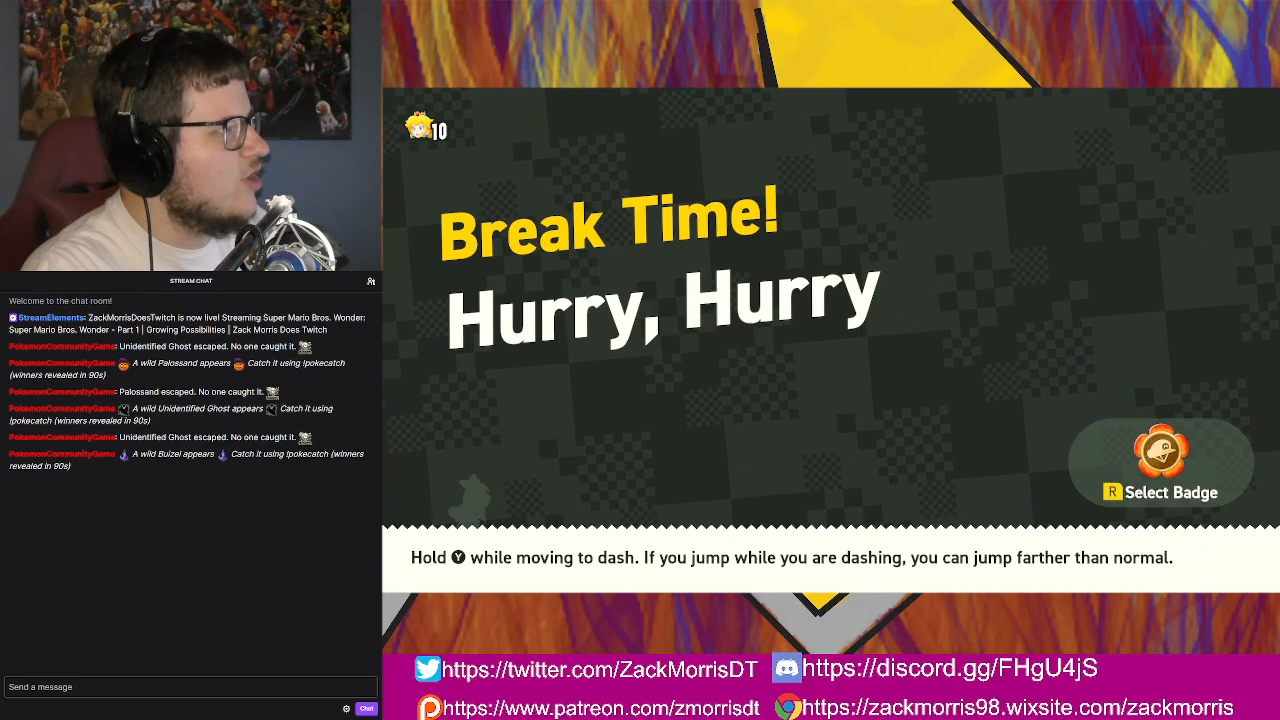 STREAM CHAT
Welcome to the chat room!
StreamElements: ZackMorrisDoesTwitch is now live! Streaming Super Mario Bros. Wonder:
Super Mario Bros. Wonder - Part 1 | Growing Possibilities | Zack Morris Does Twitch
PokemonCommunityGame: Unidentified Ghost escaped. No one caught it.
PokemonCommunityGame A wild Palossand appears Catch it using !pokecatch
(winners revealed in 90s)
PokemonCommunityGame: Palossand escaped. No one caught it.
PokemonCommunityGame A wild Unidentified Ghost appears Catch it using
!pokecatch (winners revealed in 90s)
PokemonCommunityGame: Unidentified Ghost escaped. No one caught it.
PokemonCommunityGame A wild Buizel appears Catch it using !pokecatch (winners
revealed in 90s)
Send a message
Chat
10
Break Time!
Hurry, Hurry
R Select Badge
Hold Y while moving to dash. If you jump while you are dashing, you can jump farther than normal.
https://twitter.com/ZackMorrisDT
https://discord.gg/FHgU4jS
https://www.patreon.com/zmorrisdt
https://zackmorris98.wixsite.com/zackmorris